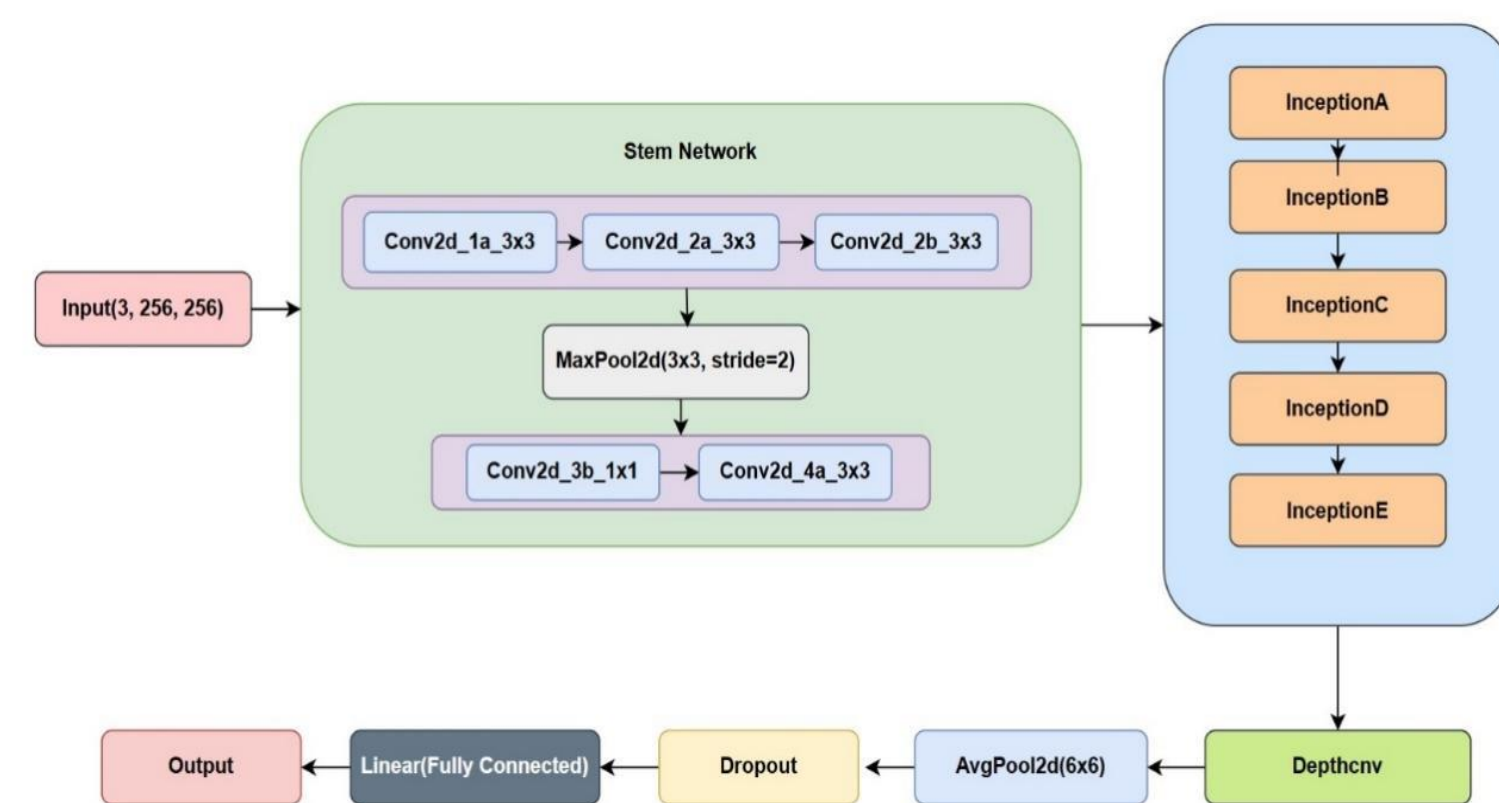 Input(3, 256, 256)
Stem Network
Conv2d_1a_3x3
Conv2d_2a_3x3
Conv2d_2b_3x3
MaxPool2d(3x3, stride=2)
Conv2d_3b_1x1
Conv2d_4a_3x3
InceptionA
InceptionB
InceptionC
InceptionD
InceptionE
Depthcnv
AvgPool2d(6x6)
Dropout
Linear(Fully Connected)
Output